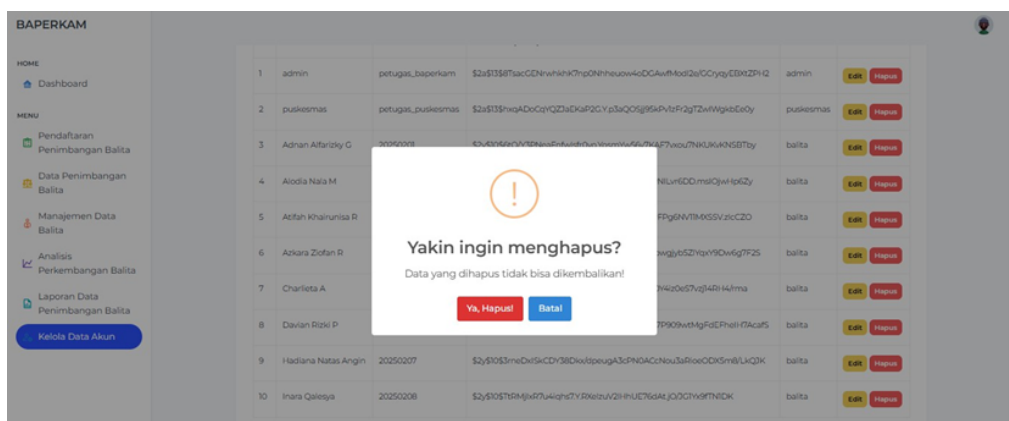 BAPERKAM
HOME
Dashboard
MENU
Pendaftaran
Penimbangan Balita
Data Penimbangan
Balita
Manajemen Data
Balita
Analisis
Perkembangan Balita
Laporan Data
Penimbangan Balita
Kelola Data Akun
1 admin petugas_baperkam admin Edit Hapus
2 puskesmas petugas_puskesmas puskesmas Edit Hapus
3 Adnan Alfarizky G 20250201 balita Edit Hapus
4 Alodia Nala M balita Edit Hapus
5 Atifah Khairunisa R balita Edit Hapus
6 Azkara Ziofan R balita Edit Hapus
7 Charlieta A balita Edit Hapus
8 Davian Rizki P balita Edit Hapus
9 Hadiana Natas Angin 20250207 balita Edit Hapus
10 Inara Qalesya 20250208 balita Edit Hapus
Yakin ingin menghapus?
Data yang dihapus tidak bisa dikembalikan!
Ya, Hapus! Batal